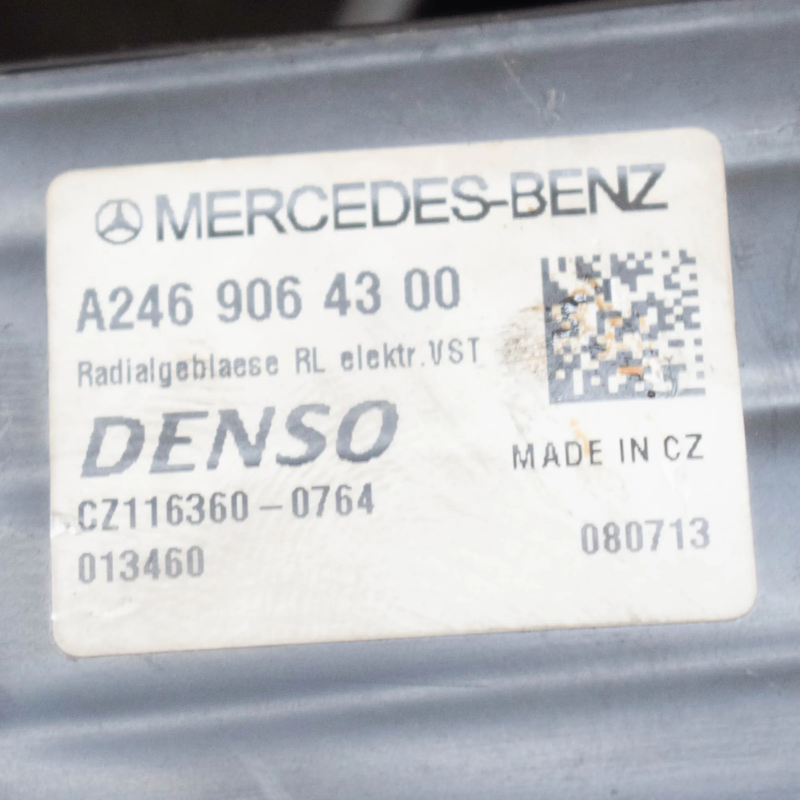 MERCEDES-BENZ
A246 906 43 00
Radialgeblaese RL elektr.VST
DENSO
MADE IN CZ
CZ116360-0764
013460
080713